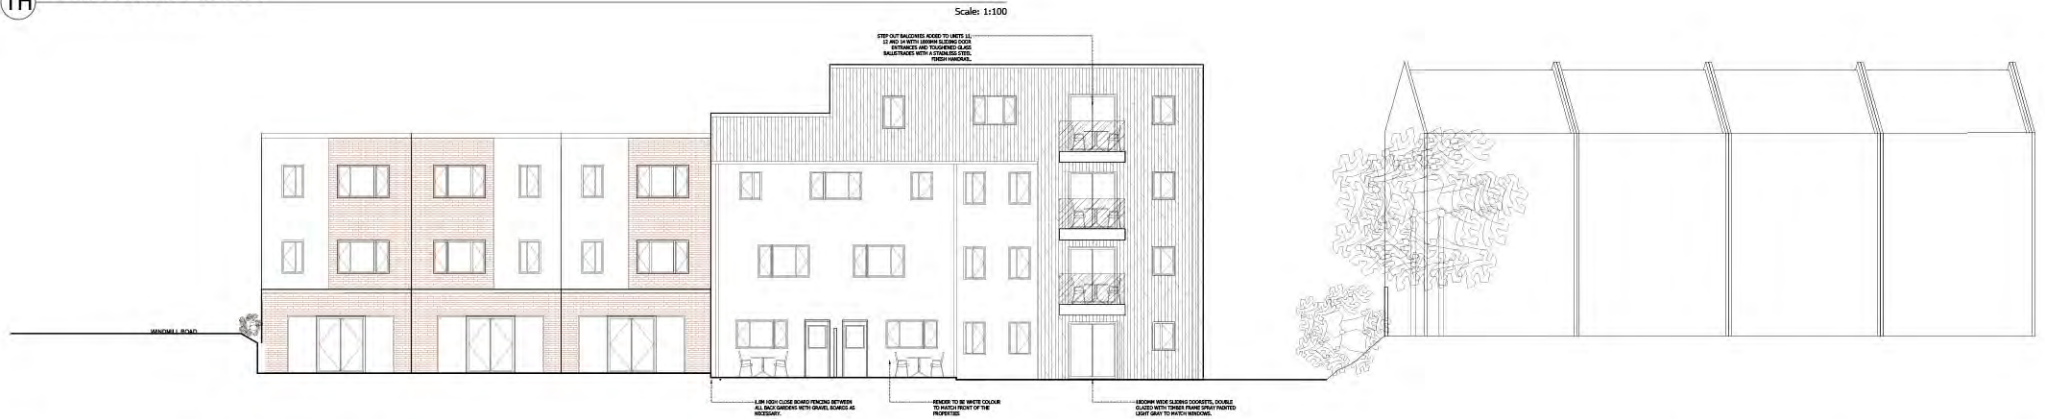 TH
Scale: 1:100
STEP OUT BALCONIES ADDED TO UNITS 11,
12 AND 14 WITH 1800MM SLIDING DOOR
ENTRANCES AND TOUGHENED GLASS
BALUSTRADES WITH A STAINLESS STEEL
FINISH HANDRAIL.
WINDMILL ROAD
1.8M HIGH CLOSE BOARD FENCING BETWEEN
ALL BACK GARDENS WITH GRAVEL BOARDS AS
NECESSARY.
RENDER TO BE WHITE COLOUR
TO MATCH FRONT OF THE
PROPERTIES
1800MM WIDE SLIDING DOORSETS, DOUBLE
GLAZED WITH TIMBER FRAME SPRAY PAINTED
LIGHT GRAY TO MATCH WINDOWS.